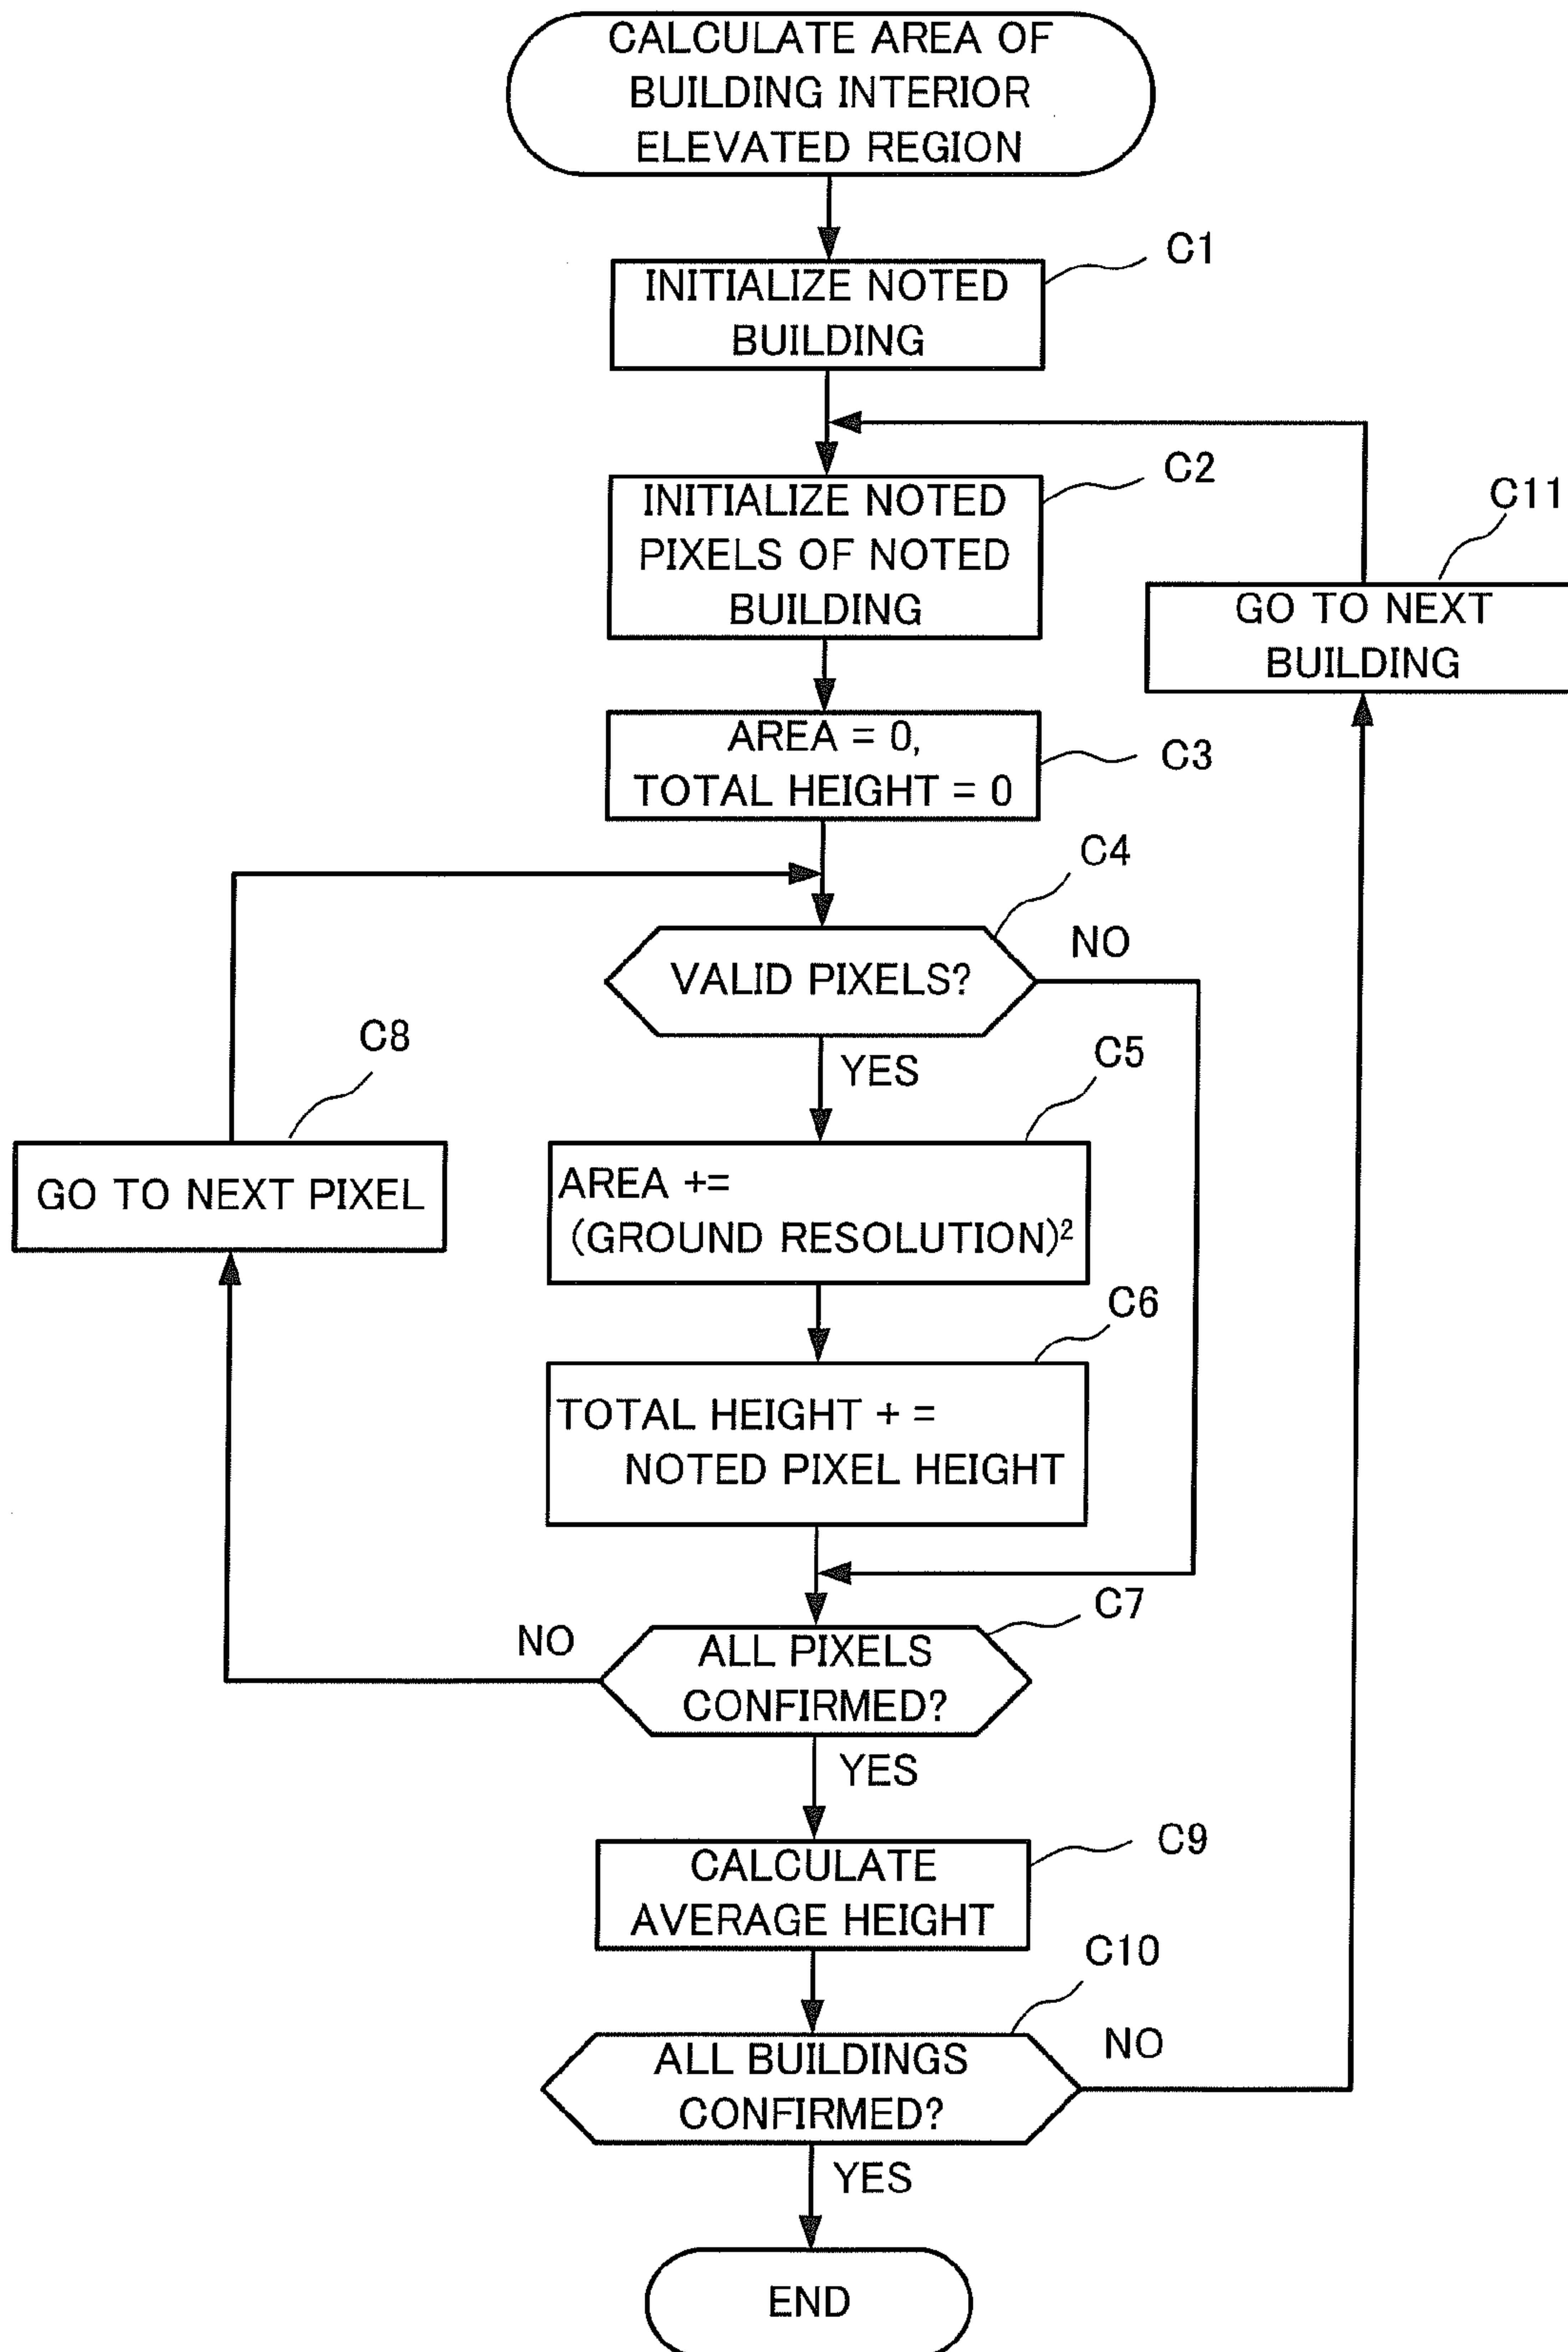 CALCULATE AREA OF
BUILDING INTERIOR
ELEVATED REGION
C1
INITIALIZE NOTED
BUILDING
C2
INITIALIZE NOTED
PIXELS OF NOTED
BUILDING
C11
GO TO NEXT
BUILDING
AREA = 0,
TOTAL HEIGHT = 0
C3
C4
VALID PIXELS?
NO
YES
C8
GO TO NEXT PIXEL
C5
AREA +=
(GROUND RESOLUTION)²
C6
TOTAL HEIGHT + =
NOTED PIXEL HEIGHT
C7
NO
ALL PIXELS
CONFIRMED?
YES
C9
CALCULATE
AVERAGE HEIGHT
C10
ALL BUILDINGS
CONFIRMED?
NO
YES
END